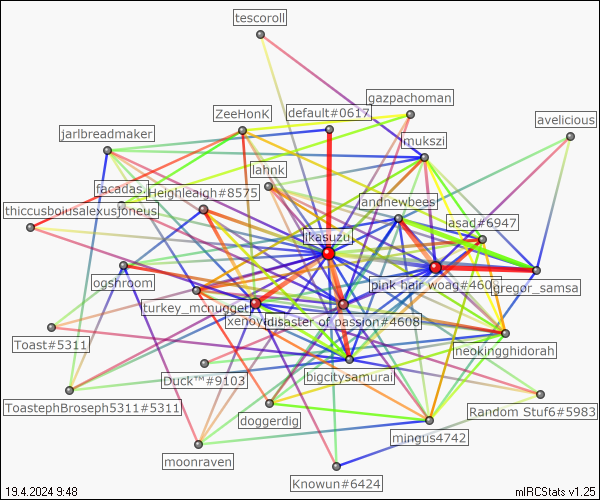 tescoroll
gazpachoman
ZeeHonK
default#0617
avelicious
jarlbreadmaker
mukszi
lahnk
facadas.
Heighleigh#8575
andnewbees
thiccusboiusalexusjoneus
asad#6947
jkasuzu
ogshroom
pink hair woag#460
gregor_samsa
turkey_mcnugget
xenoy
disaster of passion#4608
Toast#5311
neokingghidorah
Duck™#9103
bigcitysamurai
ToastephBroseph5311#5311
Random Stuf6#5983
doggerdig
mingus4742
moonraven
Knowun#6424
19.4.2024 9:48
mIRCStats v1.25